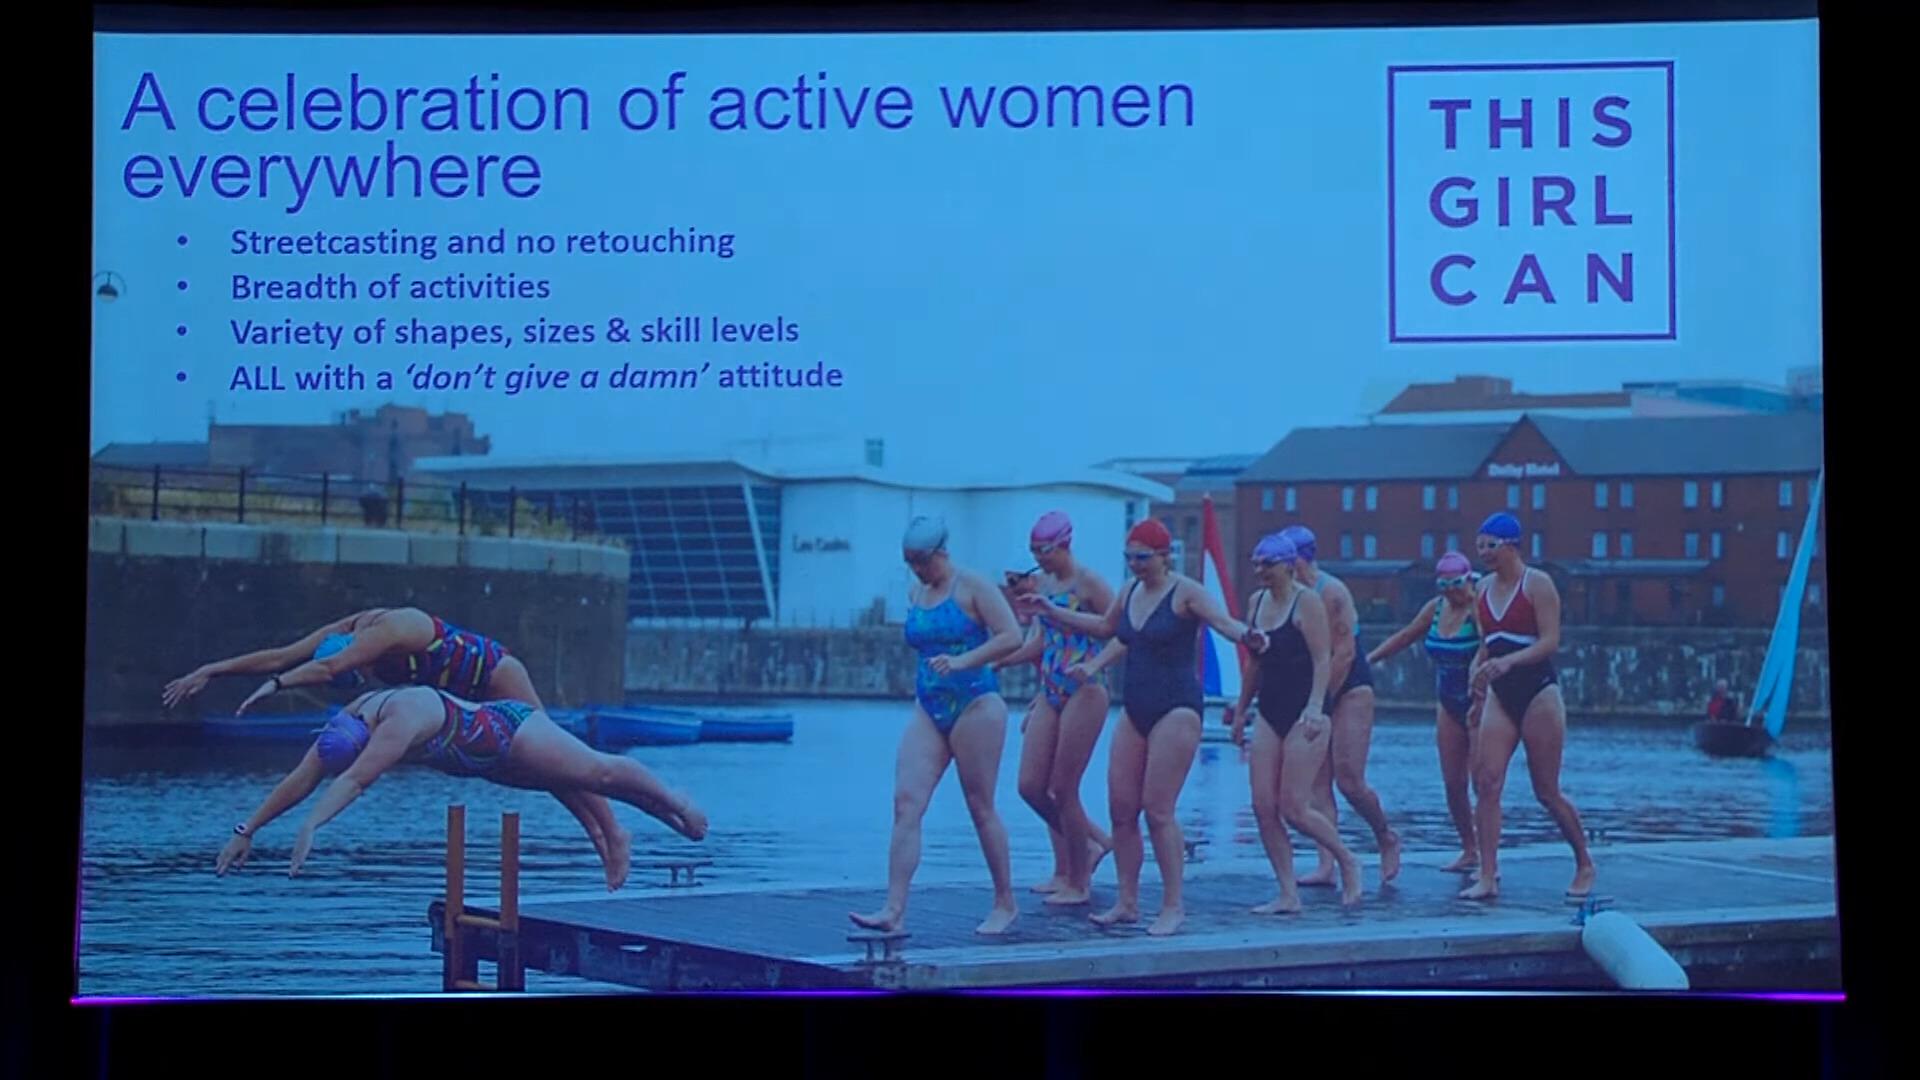 A celebration of active women
everywhere
• Streetcasting and no retouching
• Breadth of activities
• Variety of shapes, sizes & skill levels
• ALL with a ‘don’t give a damn’ attitude
THIS
GIRL
CAN
Hotel